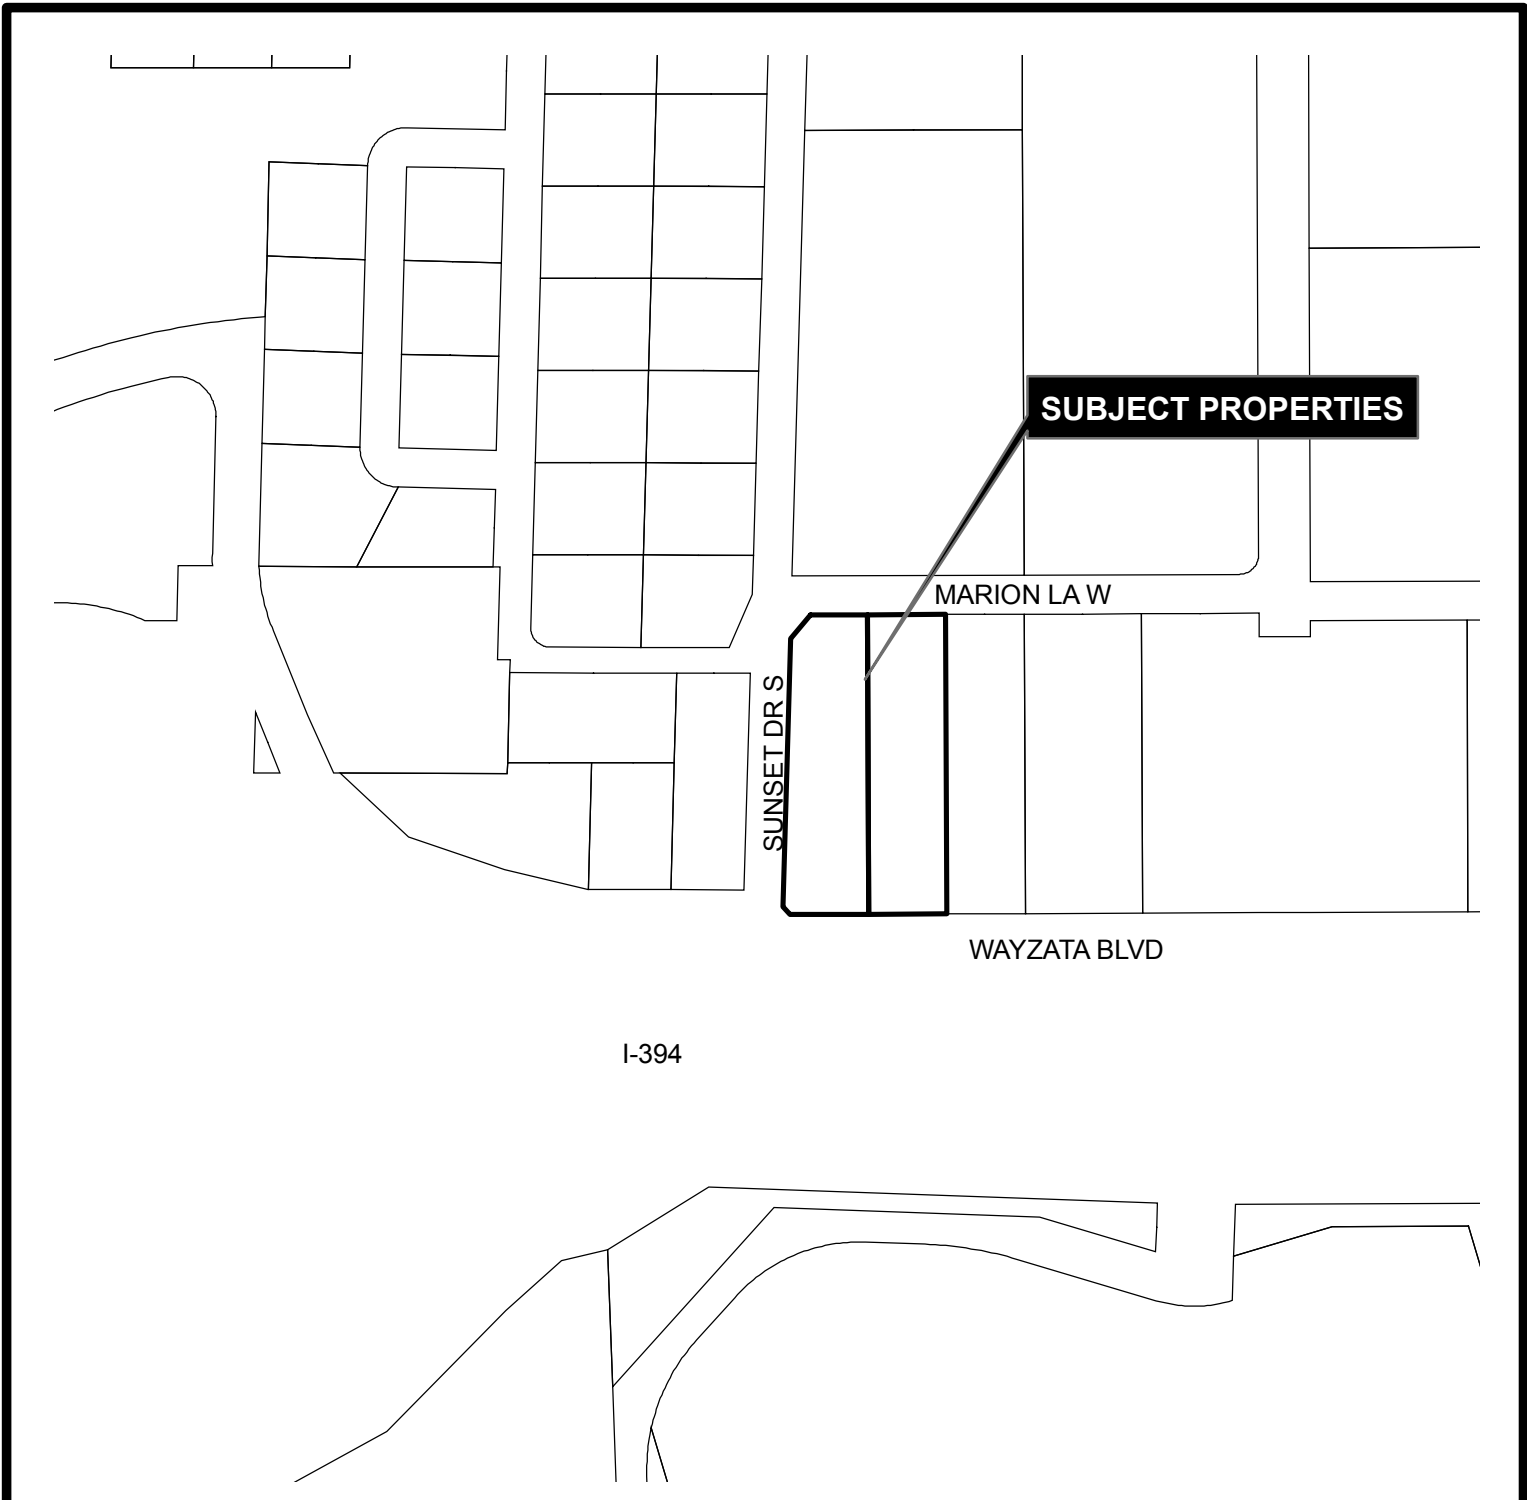 SUBJECT PROPERTIES
MARION LA W
SUNSET DR S
WAYZATA BLVD
I-394